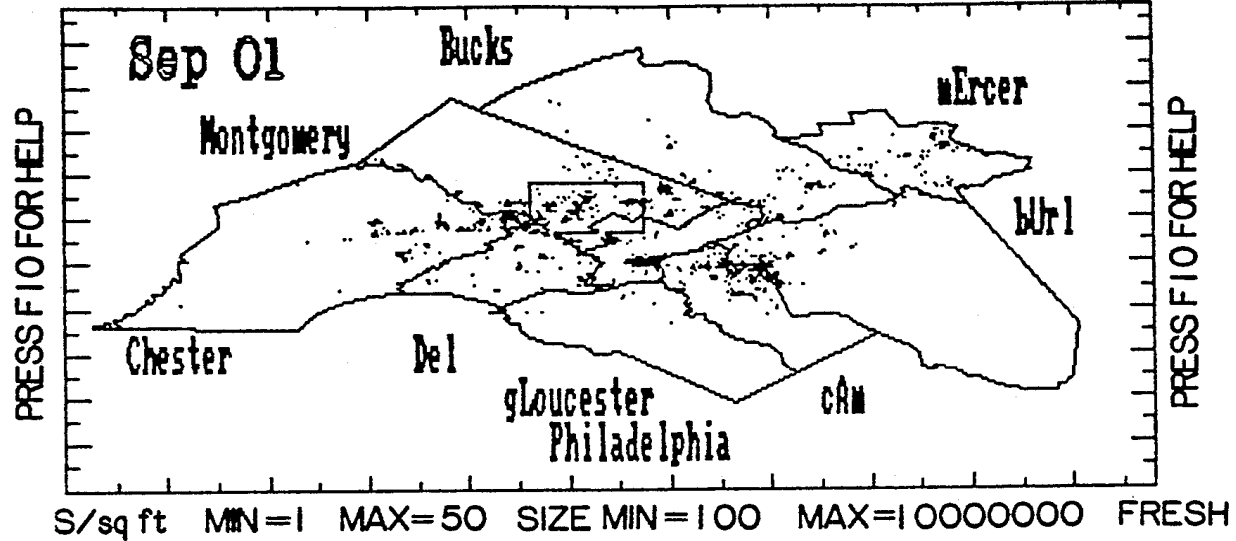 Sep 01
Bucks
mErcer
Montgomery
PRESS F10 FOR HELP
PRESS F10 FOR HELP
bUrl
Chester
Del
gLoucester
cAm
Philadelphia
S/sq ft MIN=1 MAX=50 SIZE MIN=100 MAX=10000000 FRESH